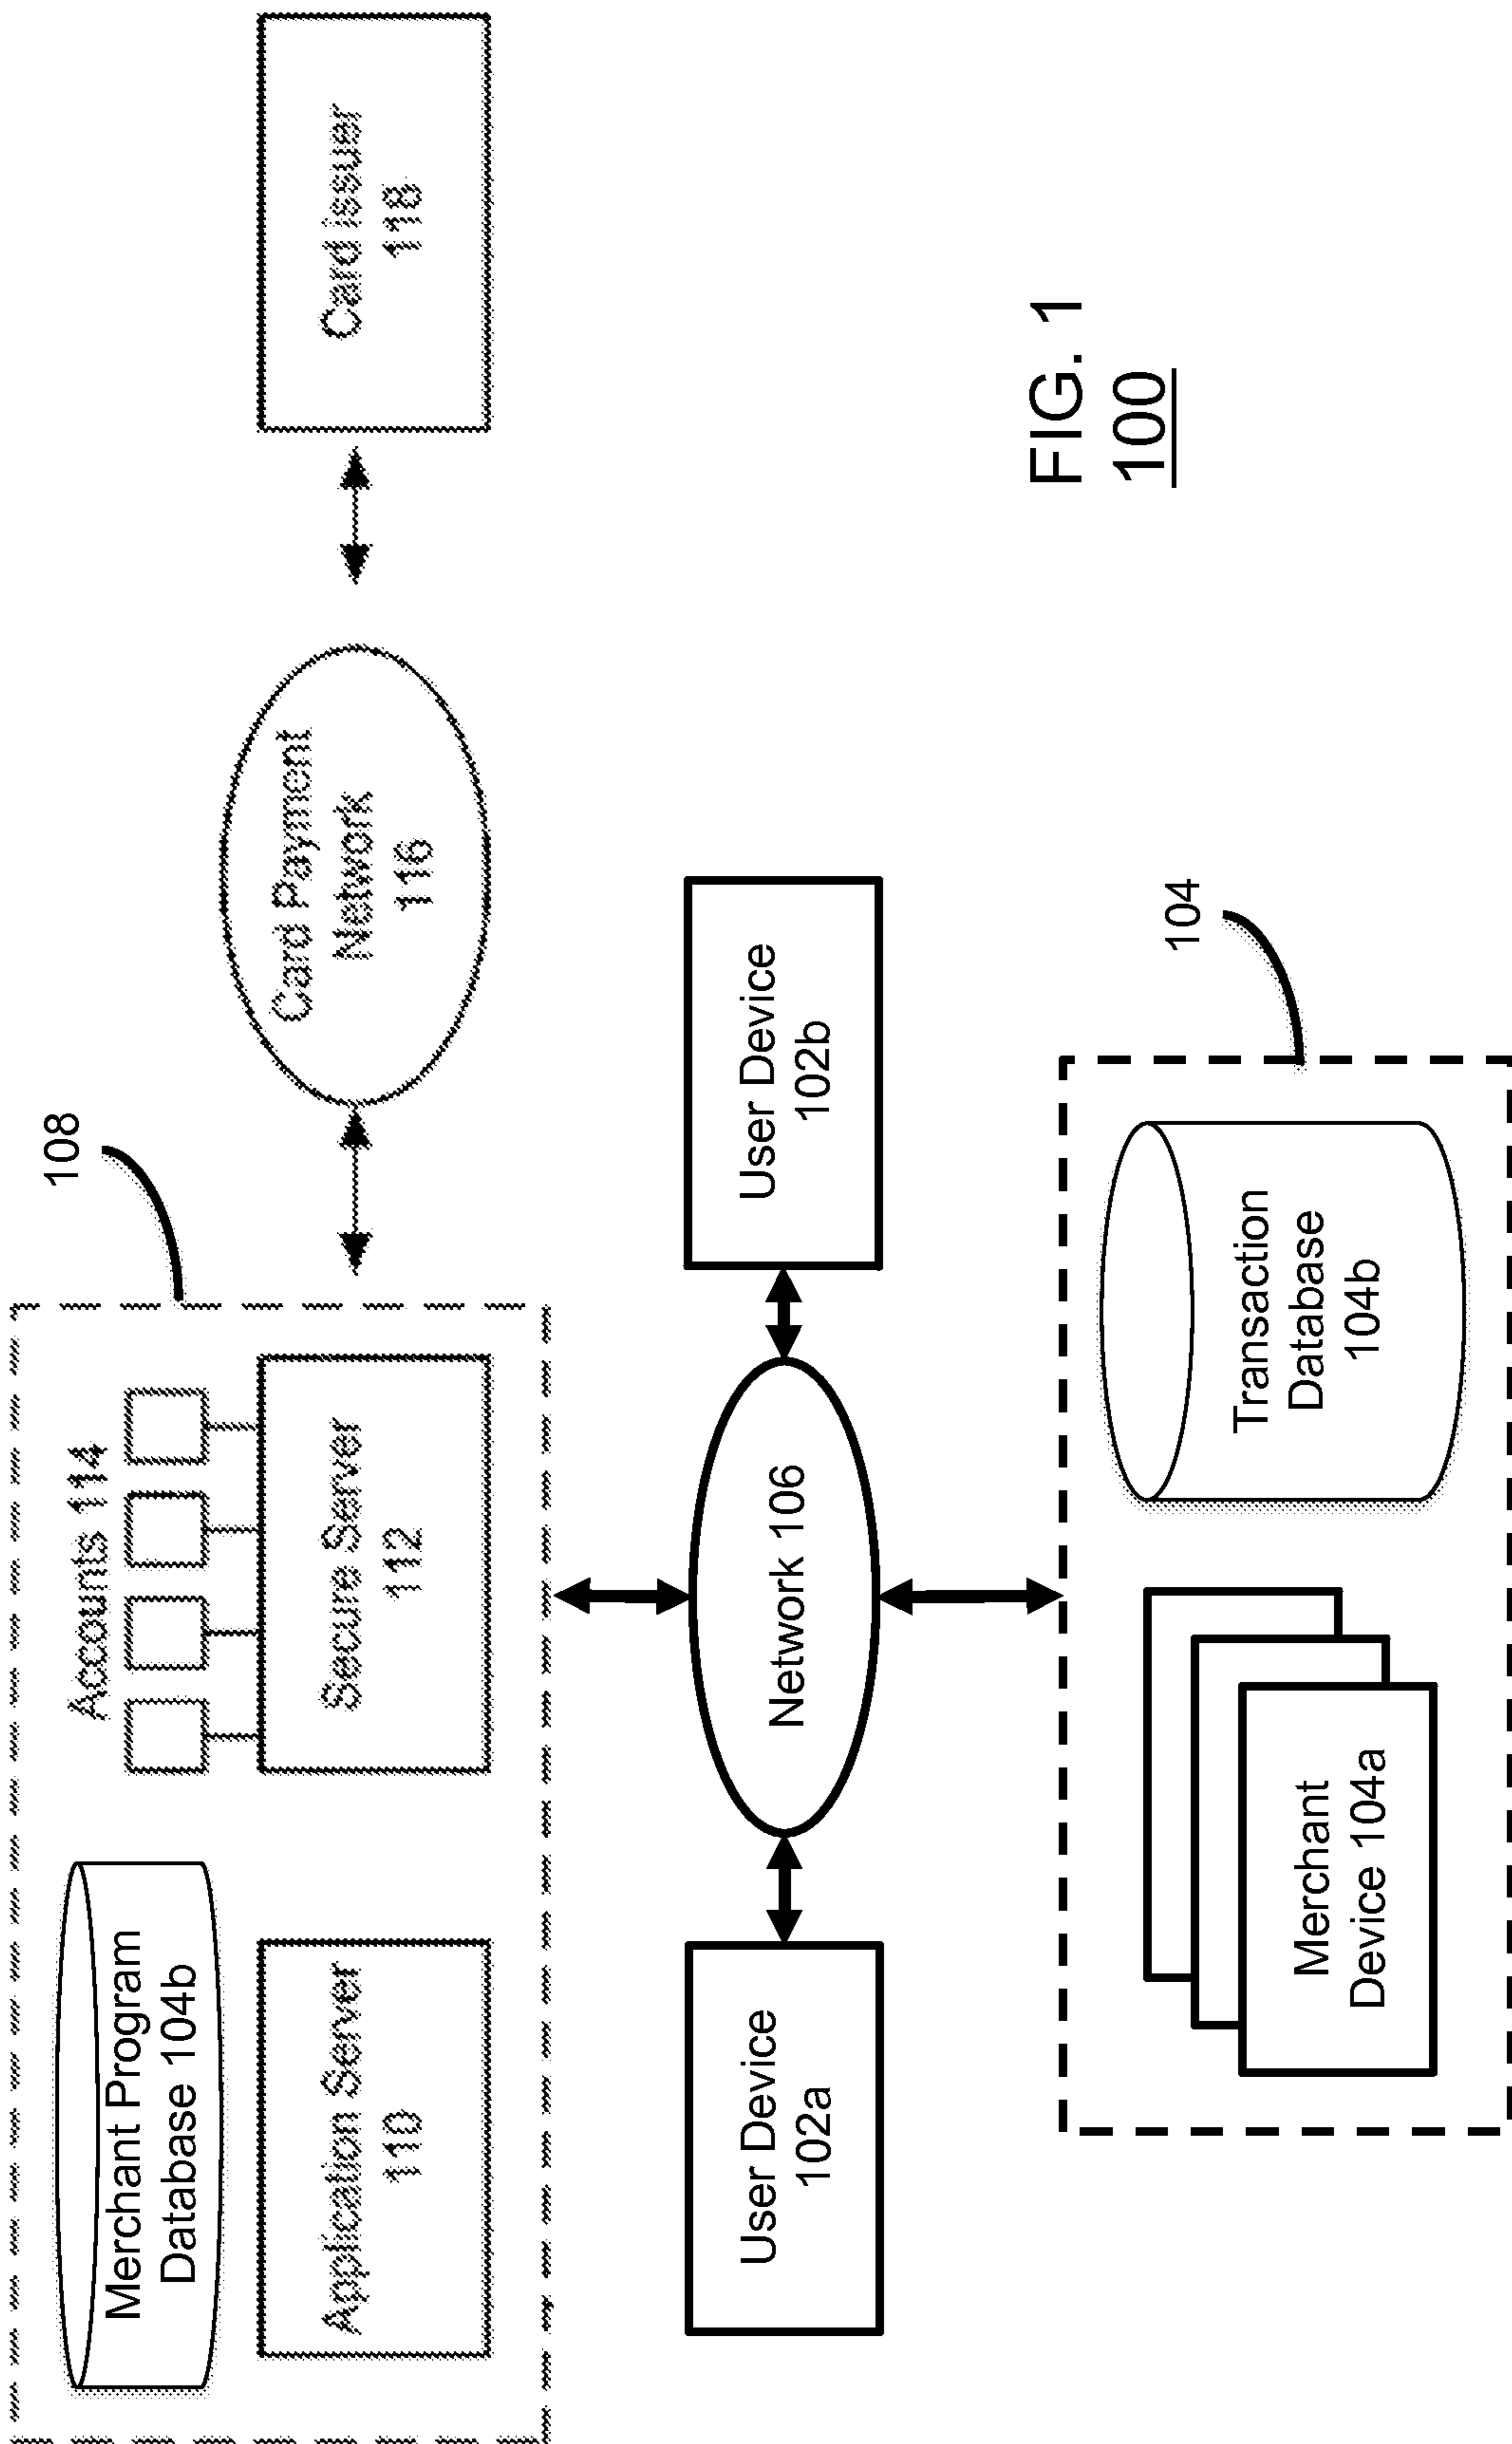 108
Merchant Program
Database 104b
Accounts 114
Application Server
110
Secure Server
112
Card Payment
Network
116
Card issuer
118
User Device
102a
Network 106
User Device
102b
104
Merchant
Device 104a
Transaction
Database
104b
FIG. 1
100